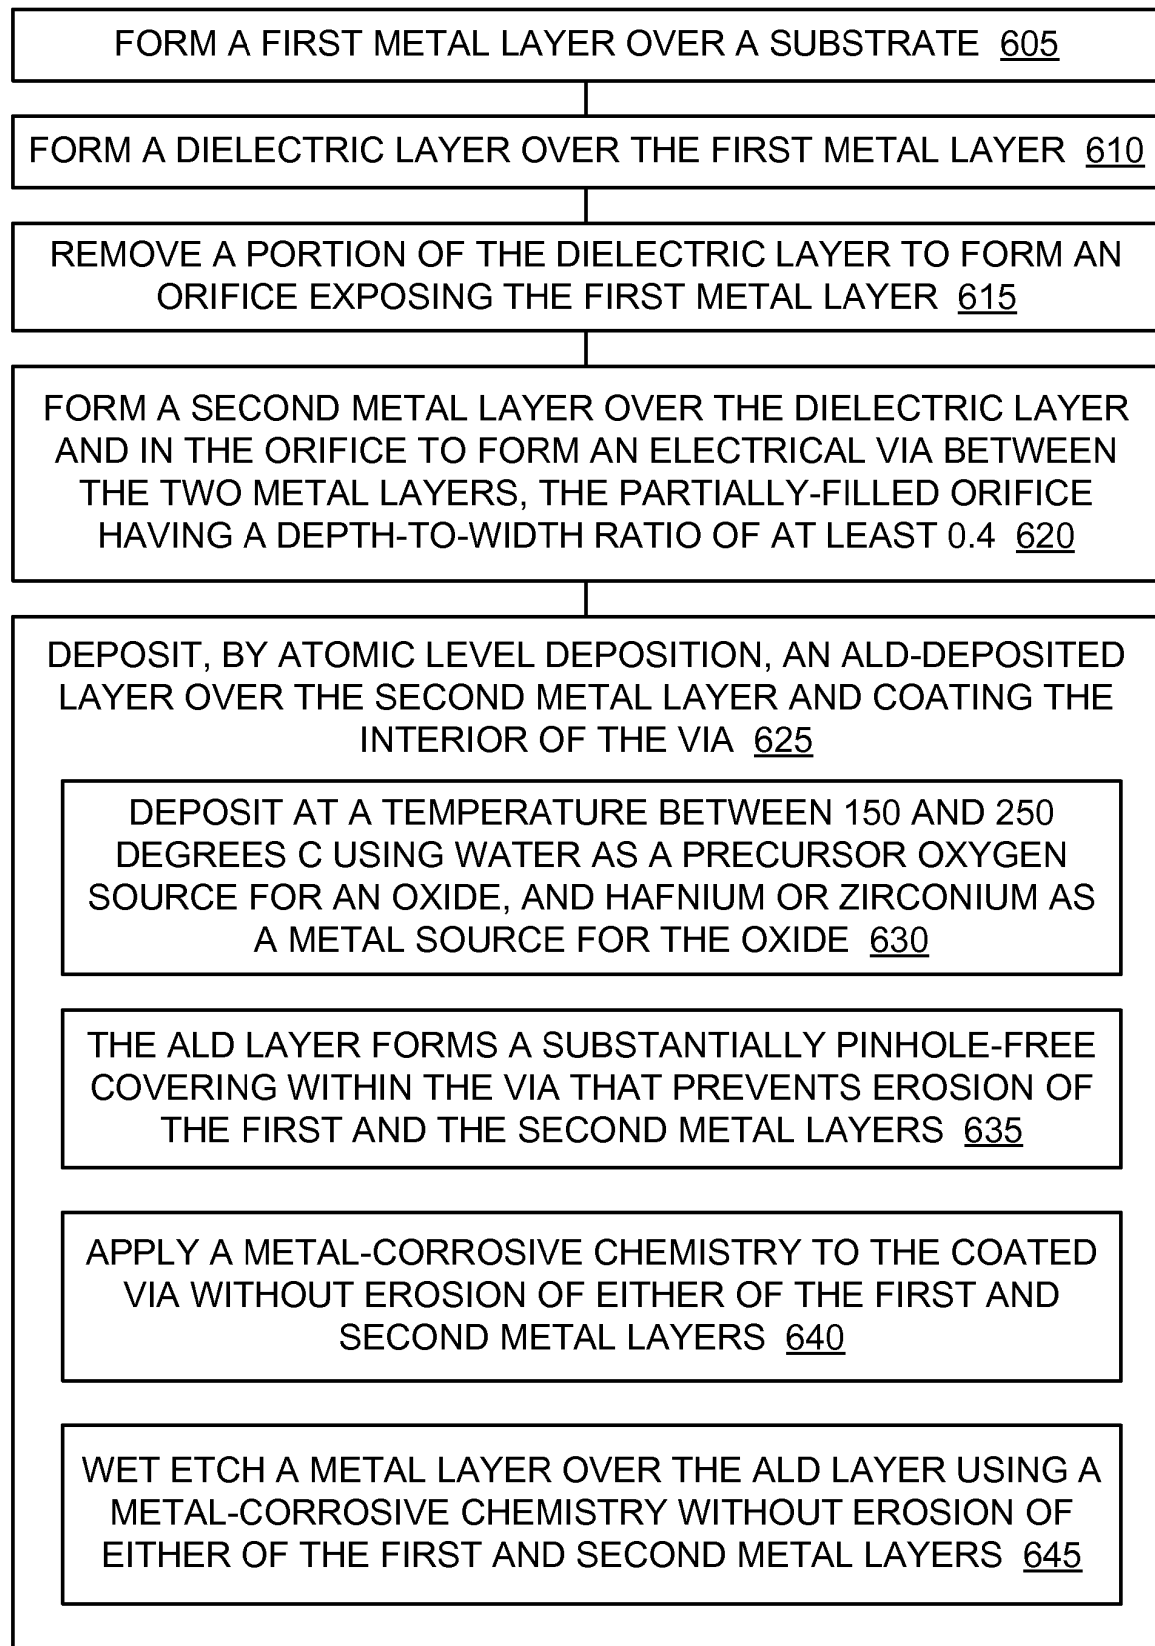 FORM A FIRST METAL LAYER OVER A SUBSTRATE 605
FORM A DIELECTRIC LAYER OVER THE FIRST METAL LAYER 610
REMOVE A PORTION OF THE DIELECTRIC LAYER TO FORM AN
ORIFICE EXPOSING THE FIRST METAL LAYER 615
FORM A SECOND METAL LAYER OVER THE DIELECTRIC LAYER
AND IN THE ORIFICE TO FORM AN ELECTRICAL VIA BETWEEN
THE TWO METAL LAYERS, THE PARTIALLY-FILLED ORIFICE
HAVING A DEPTH-TO-WIDTH RATIO OF AT LEAST 0.4 620
DEPOSIT, BY ATOMIC LEVEL DEPOSITION, AN ALD-DEPOSITED
LAYER OVER THE SECOND METAL LAYER AND COATING THE
INTERIOR OF THE VIA 625
DEPOSIT AT A TEMPERATURE BETWEEN 150 AND 250
DEGREES C USING WATER AS A PRECURSOR OXYGEN
SOURCE FOR AN OXIDE, AND HAFNIUM OR ZIRCONIUM AS
A METAL SOURCE FOR THE OXIDE 630
THE ALD LAYER FORMS A SUBSTANTIALLY PINHOLE-FREE
COVERING WITHIN THE VIA THAT PREVENTS EROSION OF
THE FIRST AND THE SECOND METAL LAYERS 635
APPLY A METAL-CORROSIVE CHEMISTRY TO THE COATED
VIA WITHOUT EROSION OF EITHER OF THE FIRST AND
SECOND METAL LAYERS 640
WET ETCH A METAL LAYER OVER THE ALD LAYER USING A
METAL-CORROSIVE CHEMISTRY WITHOUT EROSION OF
EITHER OF THE FIRST AND SECOND METAL LAYERS 645